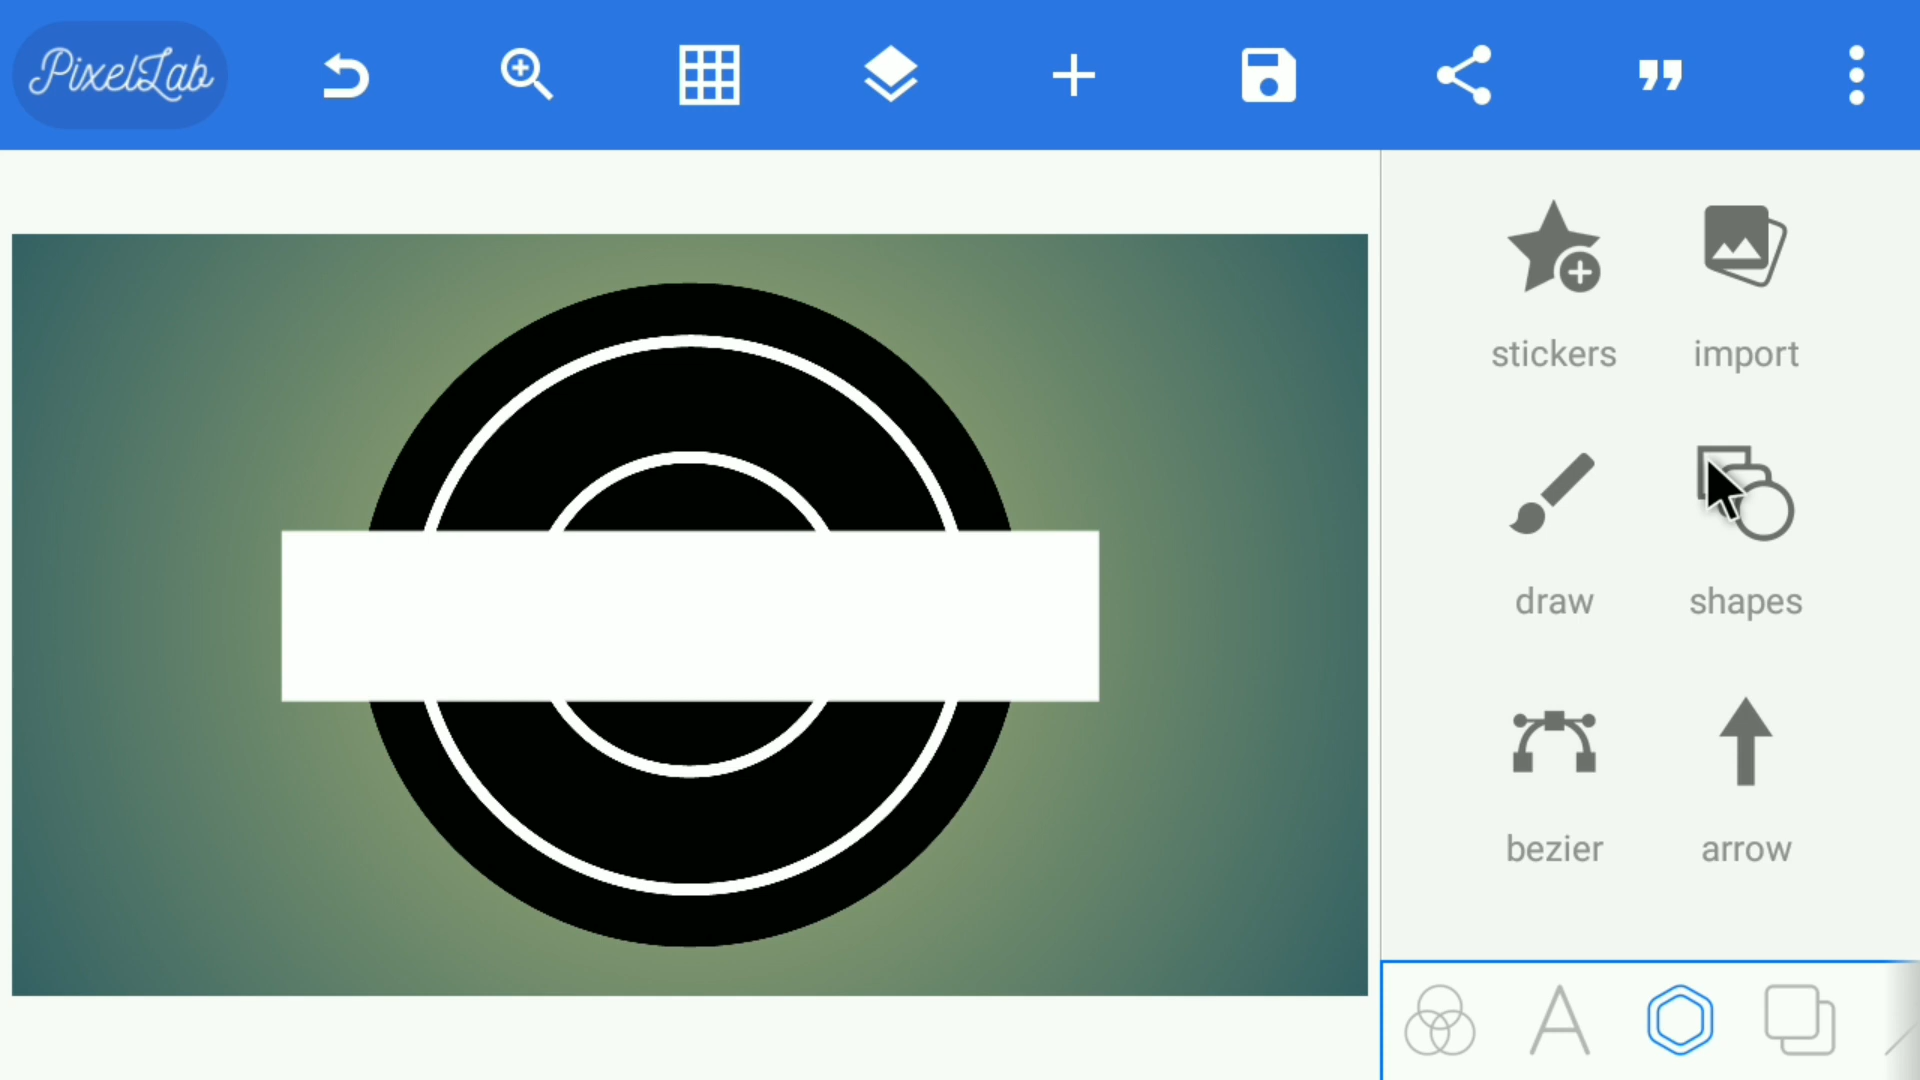 PixelLab
stickers
import
draw
shapes
bezier
arrow